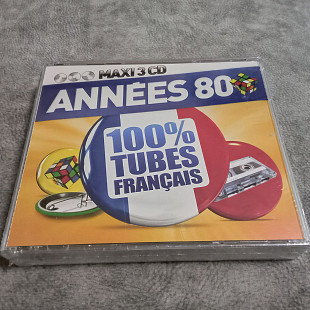 MAXI 3 CD
ANNÉES 80
100%
TUBES
FRANÇAIS